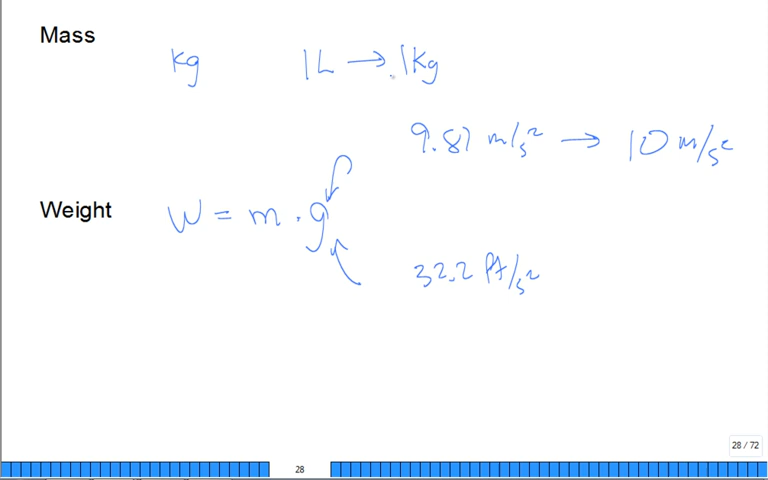 Mass
kg 1L → 1kg
9.81 m/s² → 10 m/s²
Weight W = m . g
32.2 ft/s²
28 / 72
28